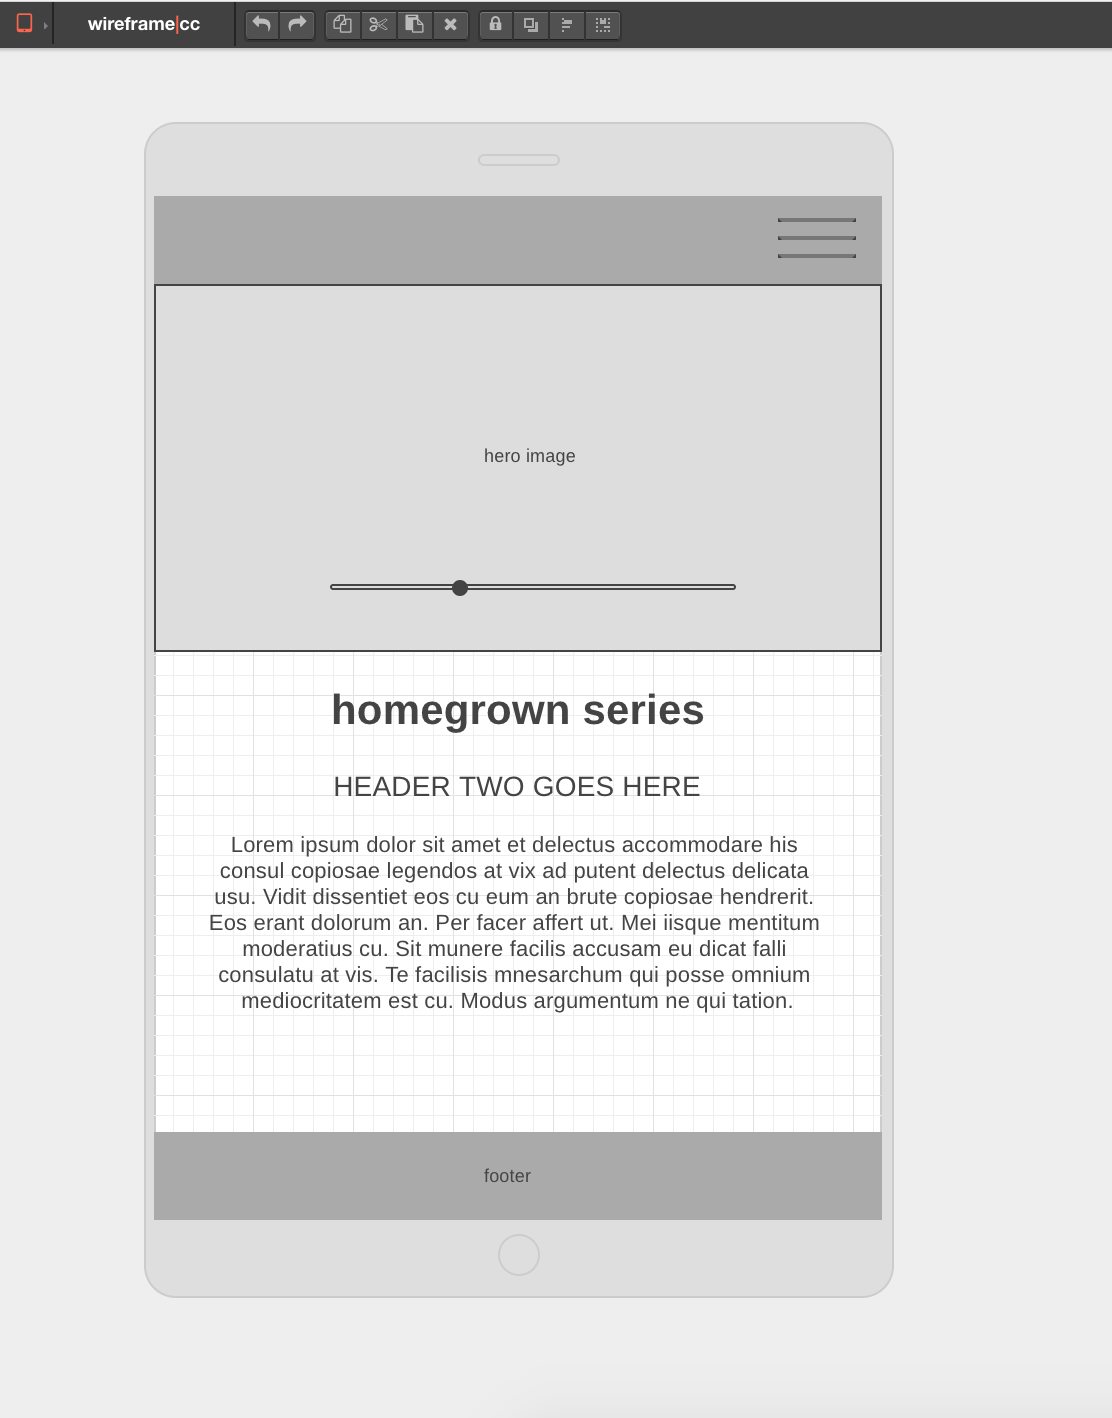 wireframe|cc
hero image
homegrown series
HEADER TWO GOES HERE
Lorem ipsum dolor sit amet et delectus accommodare his
consul copiosae legendos at vix ad putent delectus delicata
usu. Vidit dissentiet eos cu eum an brute copiosae hendrerit.
Eos erant dolorum an. Per facer affert ut. Mei iisque mentitum
moderatius cu. Sit munere facilis accusam eu dicat falli
consulatu at vis. Te facilisis mnesarchum qui posse omnium
mediocritatem est cu. Modus argumentum ne qui tation.
footer